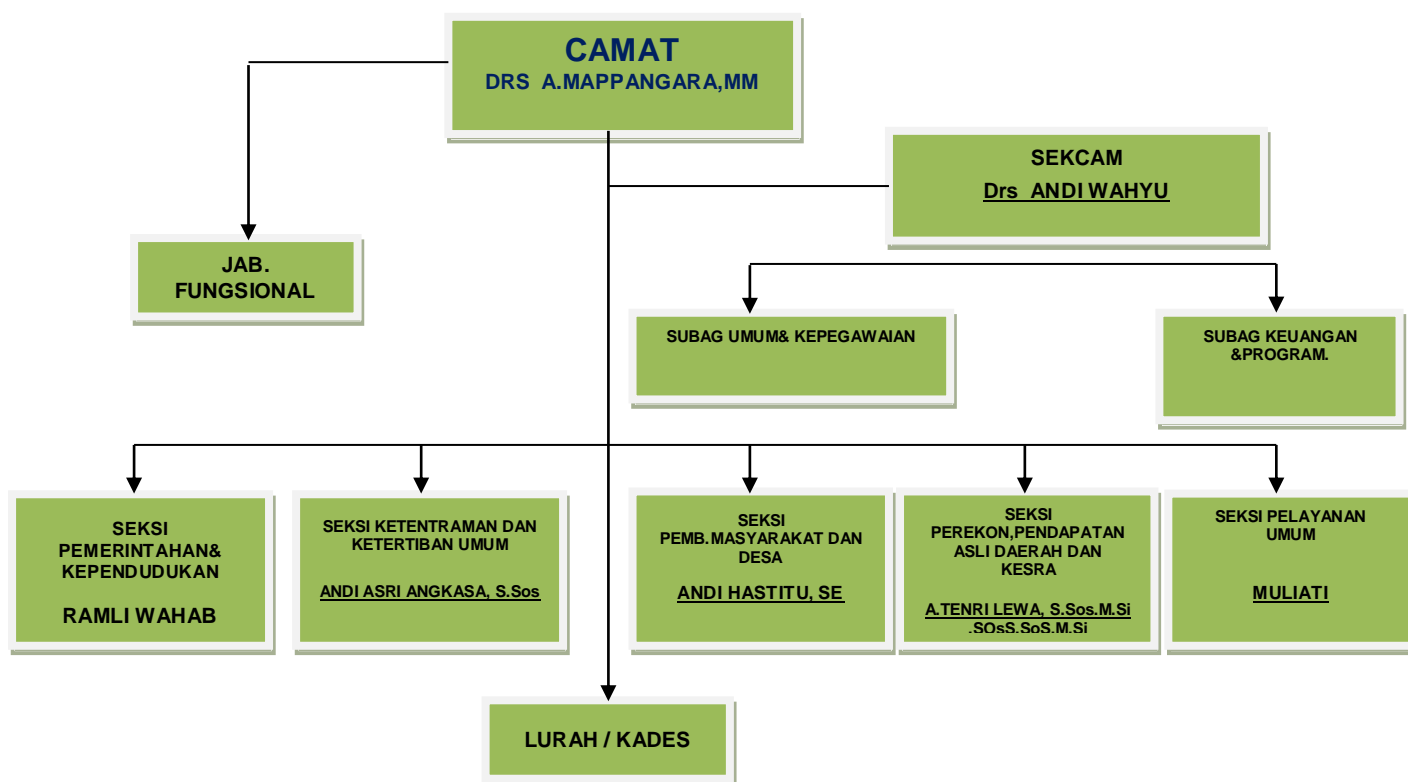 CAMAT
DRS A.MAPPANGARA,MM
SEKCAM
Drs ANDI WAHYU
JAB.
FUNGSIONAL
SUBAG UMUM& KEPEGAWAIAN
SUBAG KEUANGAN
&PROGRAM.
SEKSI
PEMERINTAHAN&
KEPENDUDUKAN
RAMLI WAHAB
SEKSI KETENTRAMAN DAN
KETERTIBAN UMUM
ANDI ASRI ANGKASA, S.Sos
SEKSI
PEMB.MASYARAKAT DAN
DESA
ANDI HASTITU, SE
SEKSI
PEREKON,PENDAPATAN
ASLI DAERAH DAN
KESRA
A.TENRI LEWA, S.Sos.M.Si
.SOsS.SoS.M.Si
SEKSI PELAYANAN
UMUM
MULIATI
LURAH / KADES